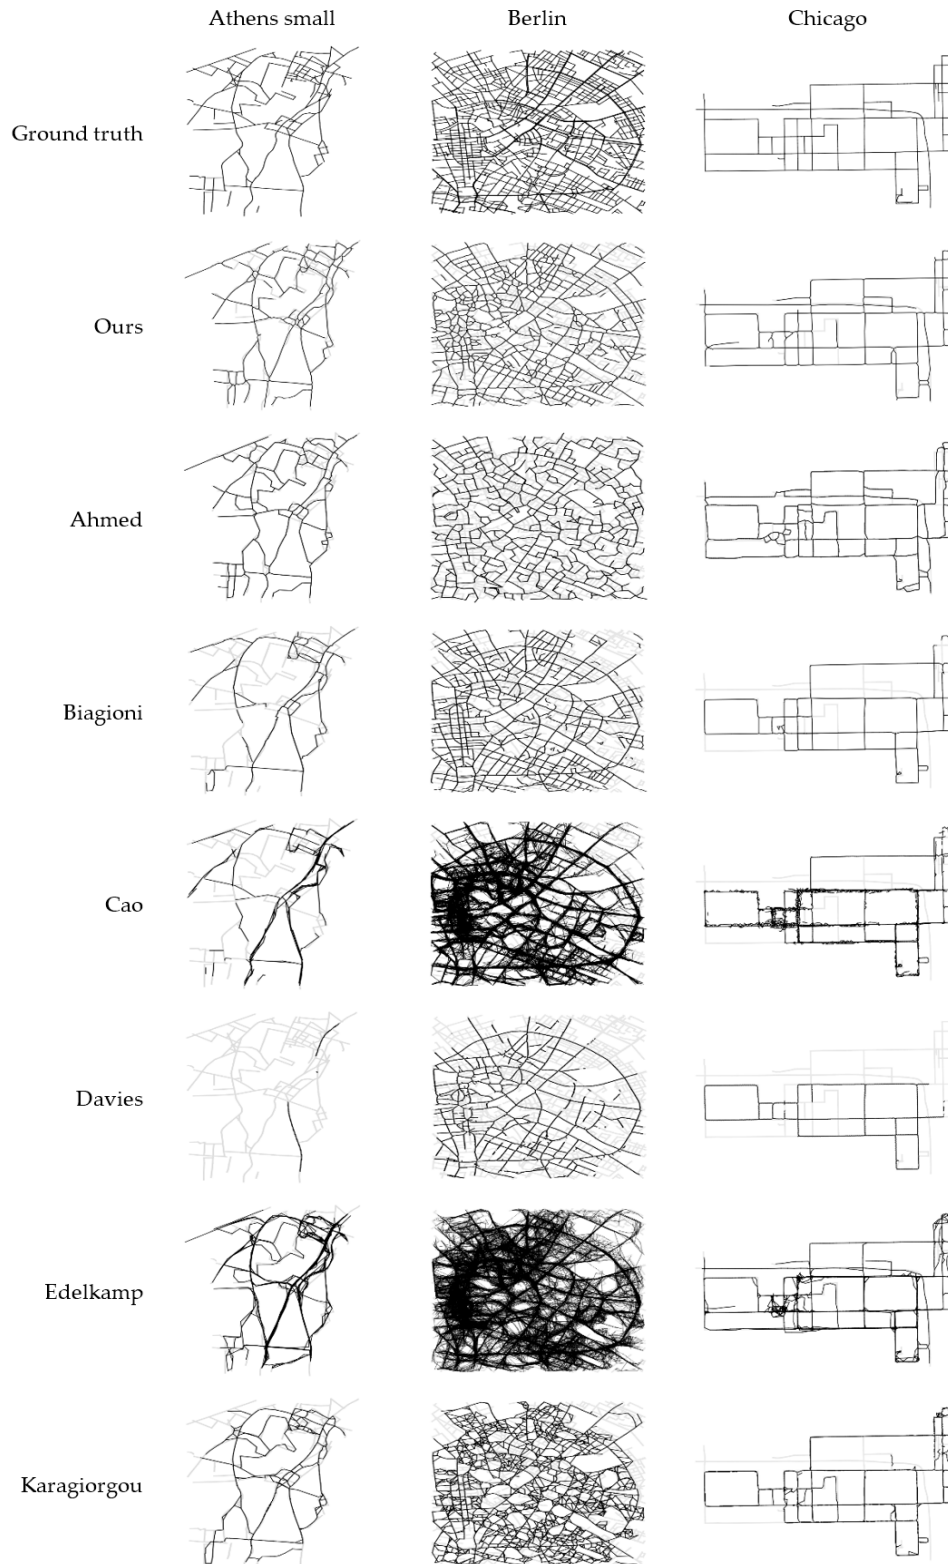 Athens small Berlin Chicago
Ground truth
Ours
Ahmed
Biagioni
Cao
Davies
Edelkamp
Karagiorgou